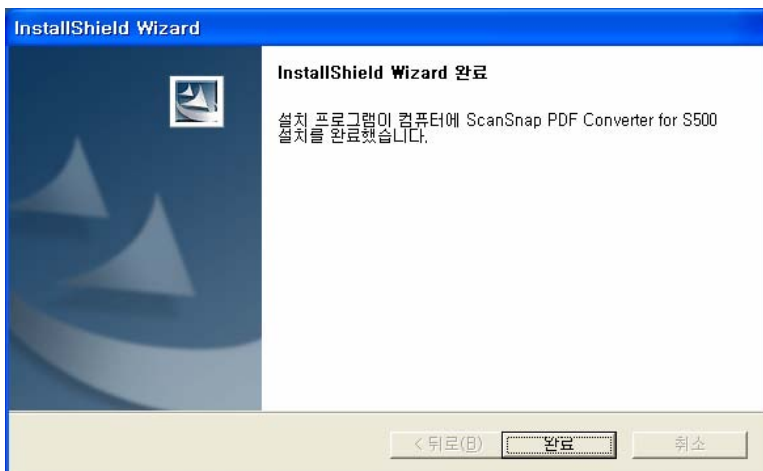 InstallShield Wizard
InstallShield Wizard 완료
설치 프로그램이 컴퓨터에 ScanSnap PDF Converter for S500
설치를 완료했습니다.
< 뒤로(B) 완료 취소